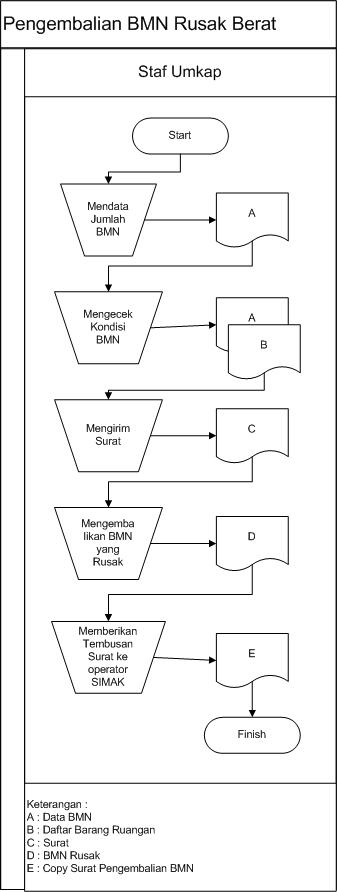 Pengembalian BMN Rusak Berat
Staf Umkap
Start
Mendata
Jumlah
BMN
A
Mengecek
Kondisi
BMN
A
B
Mengirim
Surat
C
Mengemba
likan BMN
yang
Rusak
D
Memberikan
Tembusan
Surat ke
operator
SIMAK
E
Finish
Keterangan :
A : Data BMN
B : Daftar Barang Ruangan
C : Surat
D : BMN Rusak
E : Copy Surat Pengembalian BMN